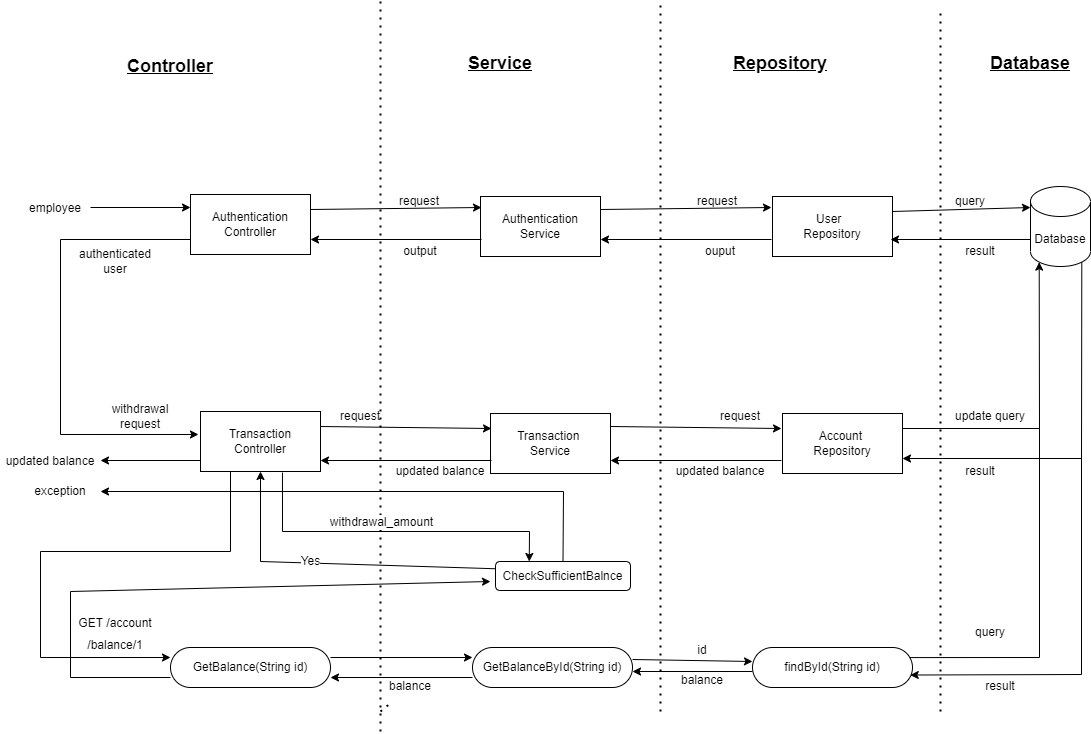 Controller
Service
Repository
Database
employee
Authentication
Controller
request
Authentication
Service
request
User
Repository
query
Database
authenticated
user
output
ouput
result
withdrawal
request
Transaction
Controller
request
Transaction
Service
request
Account
Repository
update query
updated balance
updated balance
updated balance
result
exception
withdrawal_amount
Yes
CheckSufficientBalnce
GET /account
/balance/1
GetBalance(String id)
GetBalanceById(String id)
id
findById(String id)
query
balance
balance
result